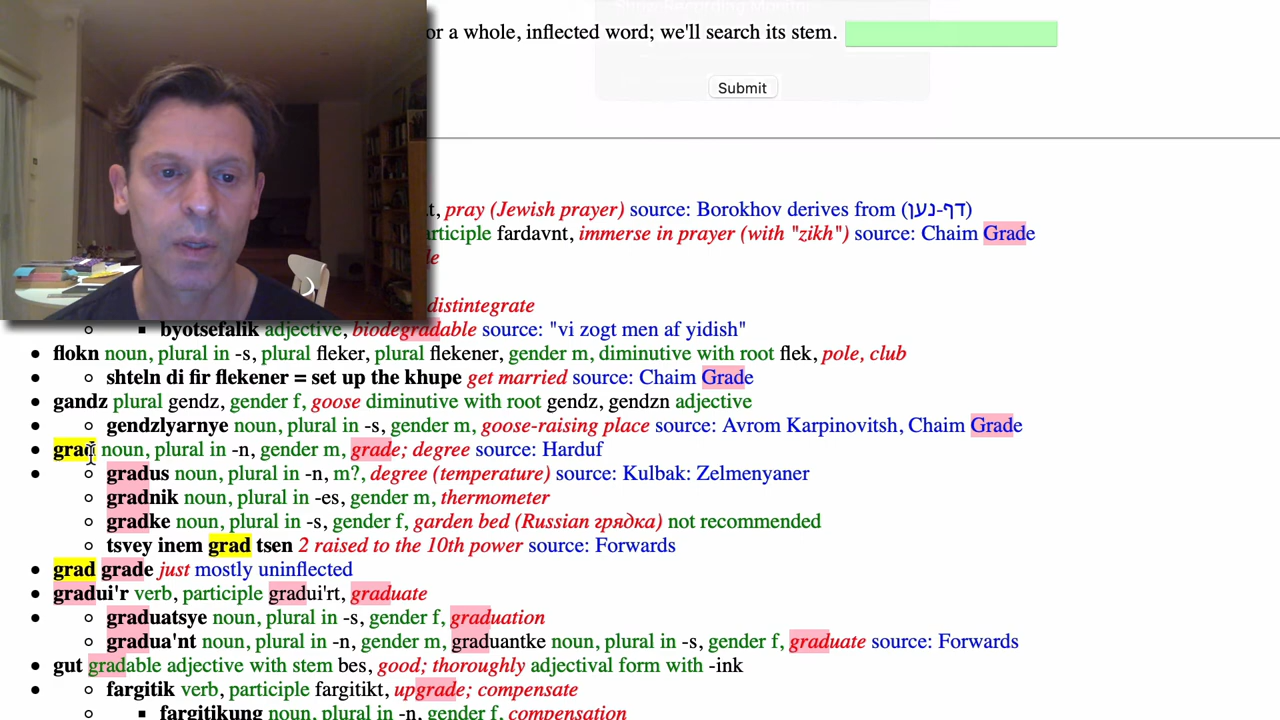 or a whole, inflected word; we'll search its stem.
Submit
t, pray (Jewish prayer) source: Borokhov derives from (דף-נען)
articiple fardavnt, immerse in prayer (with "zikh") source: Chaim Grade
le
distintegrate
byotsefalik adjective, biodegradable source: "vi zogt men af yidish"
flokn noun, plural in -s, plural fleker, plural flekener, gender m, diminutive with root flek, pole, club
shteln di fir flekener = set up the khupe get married source: Chaim Grade
gandz plural gendz, gender f, goose diminutive with root gendz, gendzn adjective
gendzlyarnye noun, plural in -s, gender m, goose-raising place source: Avrom Karpinovitsh, Chaim Grade
grad noun, plural in -n, gender m, grade; degree source: Harduf
gradus noun, plural in -n, m?, degree (temperature) source: Kulbak: Zelmenyaner
gradnik noun, plural in -es, gender m, thermometer
gradke noun, plural in -s, gender f, garden bed (Russian грядка) not recommended
tsvey inem grad tsen 2 raised to the 10th power source: Forwards
grad grade just mostly uninflected
gradui'r verb, participle gradui'rt, graduate
graduatsye noun, plural in -s, gender f, graduation
gradua'nt noun, plural in -n, gender m, graduantke noun, plural in -s, gender f, graduate source: Forwards
gut gradable adjective with stem bes, good; thoroughly adjectival form with -ink
fargitik verb, participle fargitikt, upgrade; compensate
fargitikung noun, plural in -n, gender f, compensation